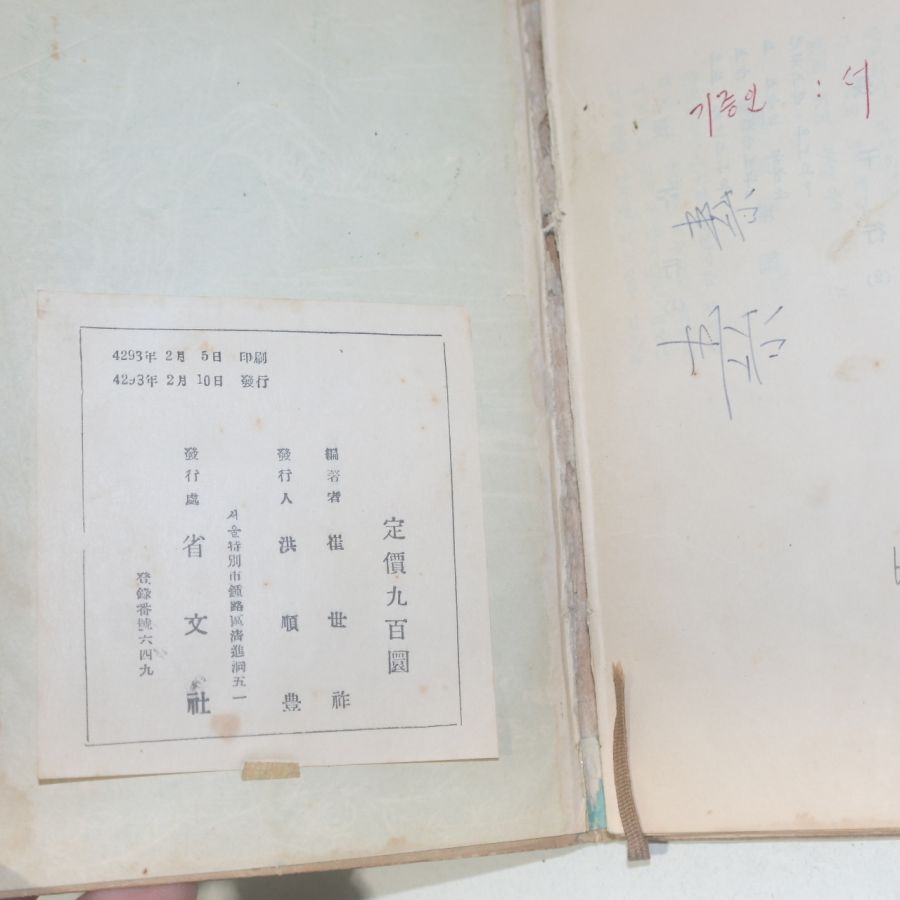 4293年 2月 5日 印刷
4293年 2月 10日 發行
定價九百圜
編著者 崔世祚
發行人 洪順豊
서울特別市鍾路區淸進洞五一
發行處 省文社
登錄番號六四九
기증인 : 서